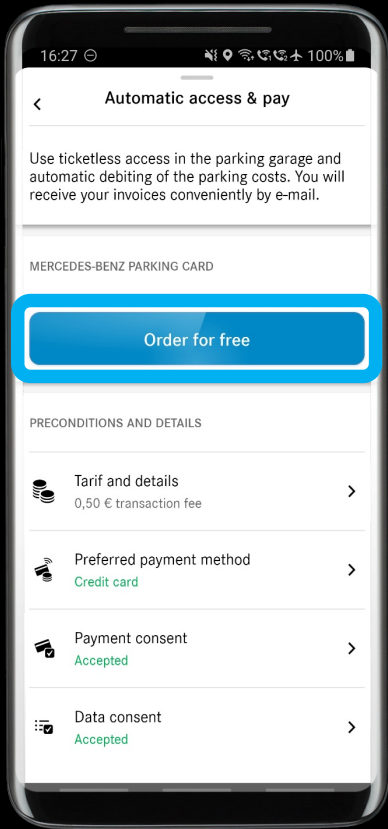 16:27 100%
Automatic access & pay
Use ticketless access in the parking garage and
automatic debiting of the parking costs. You will
receive your invoices conveniently by e-mail.
MERCEDES-BENZ PARKING CARD
Order for free
PRECONDITIONS AND DETAILS
Tarif and details
0,50 € transaction fee
Preferred payment method
Credit card
Payment consent
Accepted
Data consent
Accepted